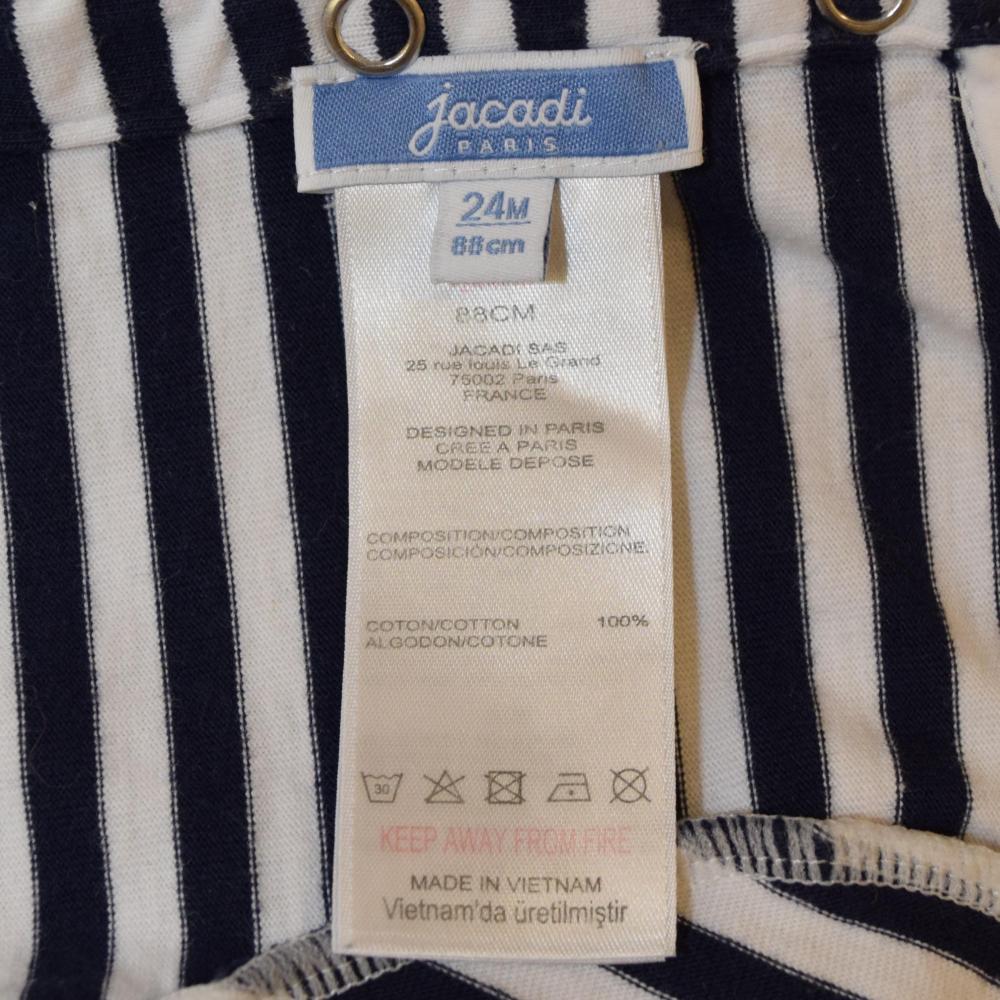 jacadi
PARIS
24M
88cm
88CM
JACADI SAS
25 rue louis Le Grand
75002 Paris
FRANCE
DESIGNED IN PARIS
CREE A PARIS
MODELE DEPOSE
COMPOSITION/COMPOSITION
COMPOSICIÓN/COMPOSIZIONE:
COTON/COTTON 100%
ALGODON/COTONE
30
KEEP AWAY FROM FIRE
MADE IN VIETNAM
Vietnam'da üretilmiştir